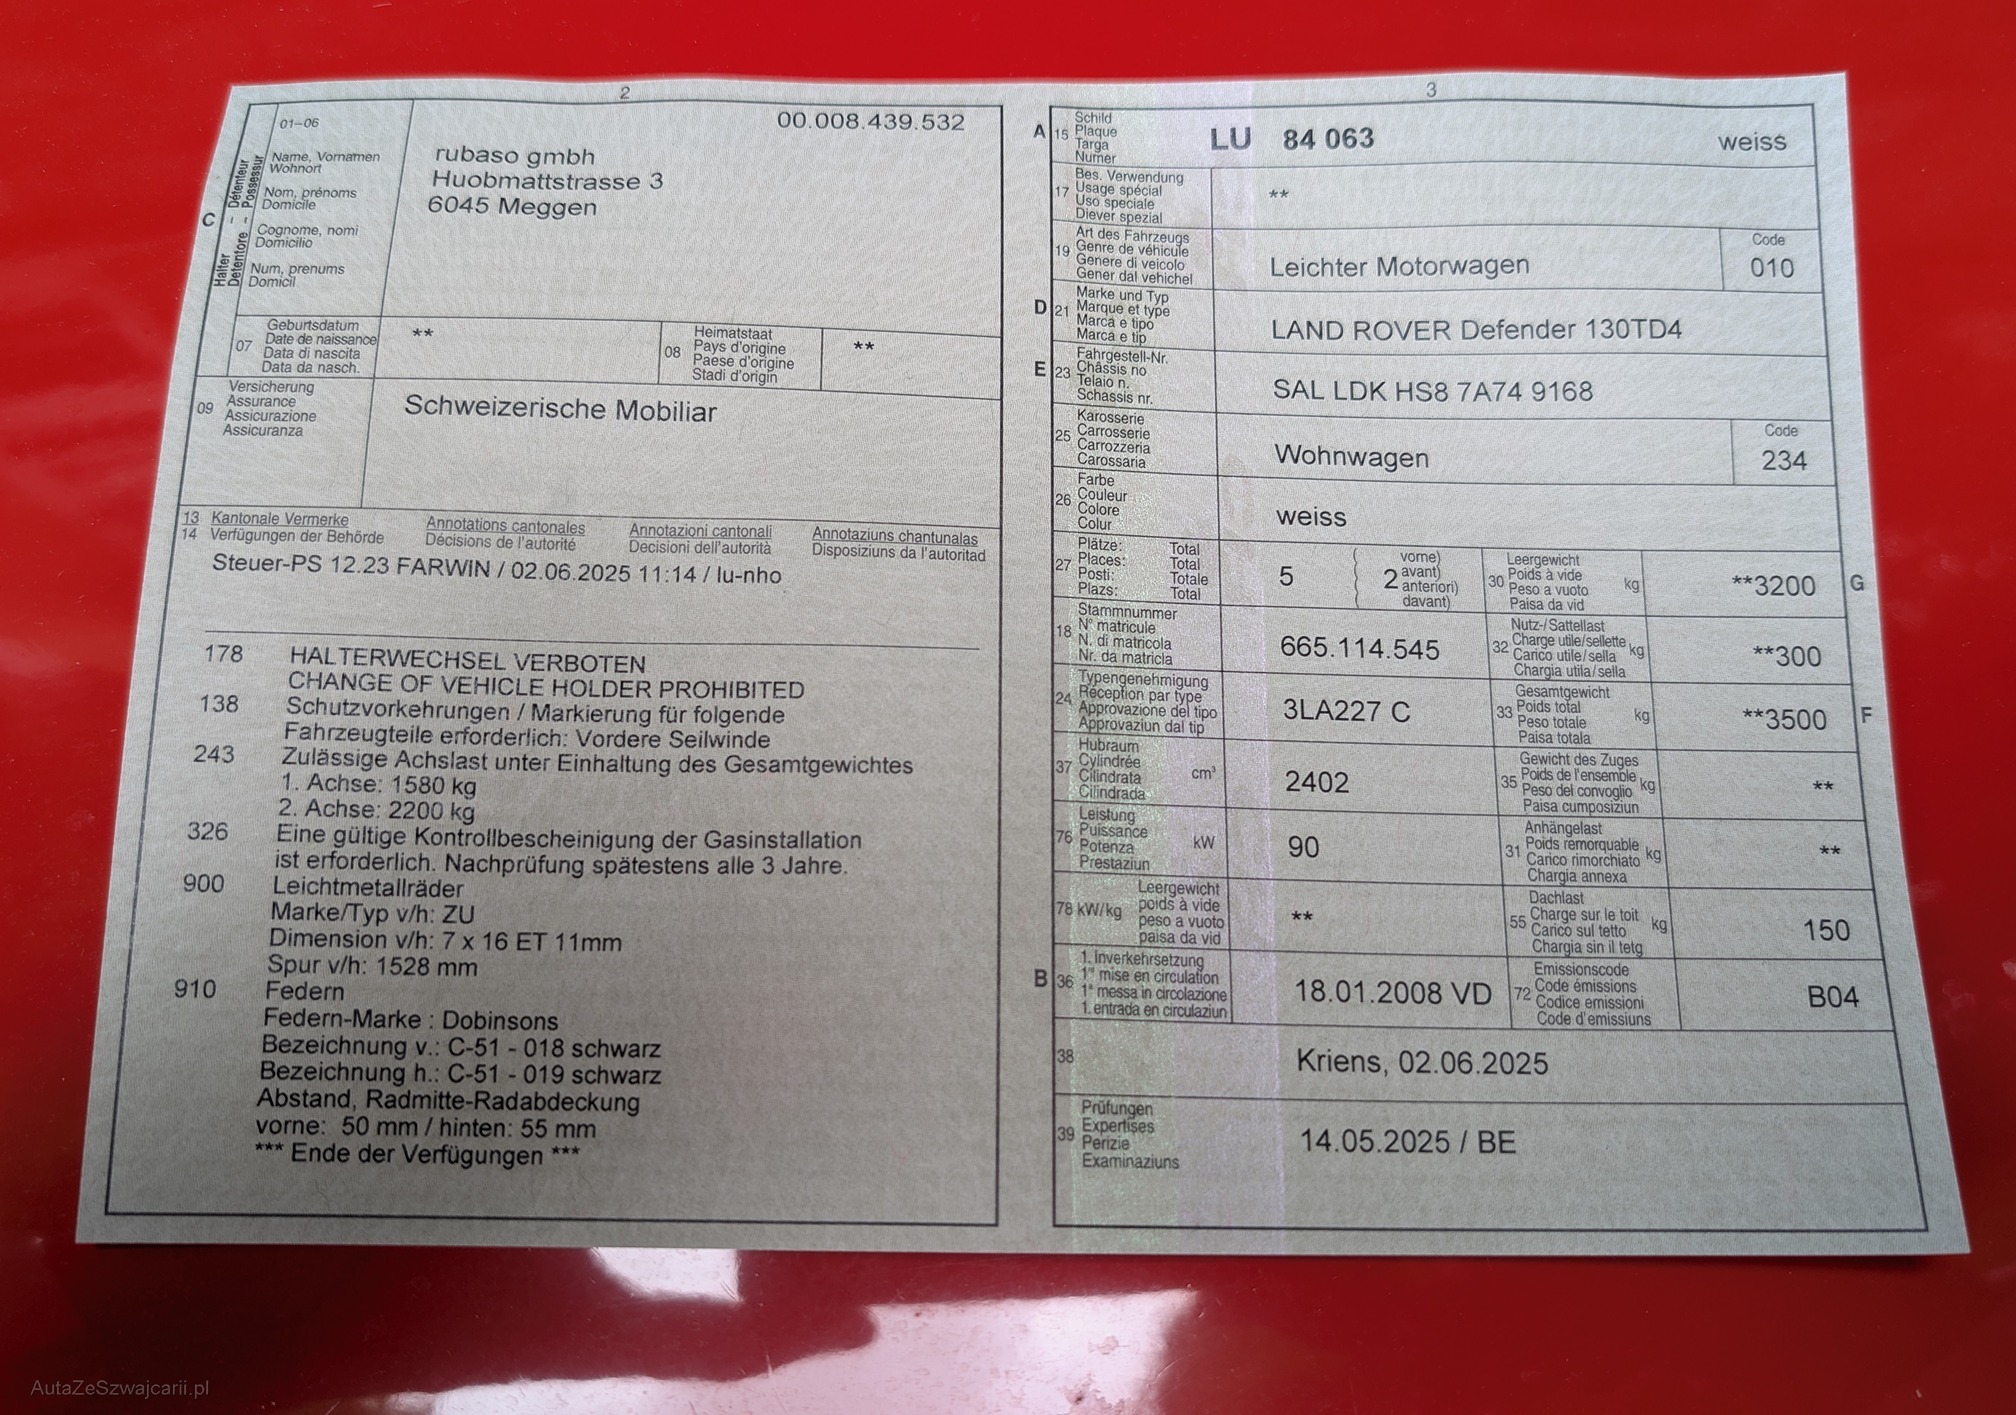 2
01–06
00.008.439.532
C
Halter – Détenteur
Detentore – Possessur
Name, Vornamen
Wohnort
Nom, prénoms
Domicile
Cognome, nomi
Domicilio
Num, prenums
Domicil
rubaso gmbh
Huobmattstrasse 3
6045 Meggen
07
Geburtsdatum
Date de naissance
Data di nascita
Data da nasch.
**
08
Heimatstaat
Pays d'origine
Paese d'origine
Stadi d'origin
**
09
Versicherung
Assurance
Assicurazione
Assicuranza
Schweizerische Mobiliar
13 Kantonale Vermerke Annotations cantonales Annotazioni cantonali Annotaziuns chantunalas
14 Verfügungen der Behörde Décisions de l'autorité Decisioni dell'autorità Disposiziuns da l'autoritad
Steuer-PS 12.23 FARWIN / 02.06.2025 11:14 / lu-nho
178 HALTERWECHSEL VERBOTEN
CHANGE OF VEHICLE HOLDER PROHIBITED
138 Schutzvorkehrungen / Markierung für folgende
Fahrzeugteile erforderlich: Vordere Seilwinde
243 Zulässige Achslast unter Einhaltung des Gesamtgewichtes
1. Achse: 1580 kg
2. Achse: 2200 kg
326 Eine gültige Kontrollbescheinigung der Gasinstallation
ist erforderlich. Nachprüfung spätestens alle 3 Jahre.
900 Leichtmetallräder
Marke/Typ v/h: ZU
Dimension v/h: 7 x 16 ET 11mm
Spur v/h: 1528 mm
910 Federn
Federn-Marke : Dobinsons
Bezeichnung v.: C-51 - 018 schwarz
Bezeichnung h.: C-51 - 019 schwarz
Abstand, Radmitte-Radabdeckung
vorne: 50 mm / hinten: 55 mm
*** Ende der Verfügungen ***
3
A
15
Schild
Plaque
Targa
Numer
LU 84 063 weiss
17
Bes. Verwendung
Usage spécial
Uso speciale
Diever spezial
**
19
Art des Fahrzeugs
Genre de véhicule
Genere di veicolo
Gener dal vehichel
Leichter Motorwagen
Code
010
D
21
Marke und Typ
Marque et type
Marca e tipo
Marca e tip
LAND ROVER Defender 130TD4
E
23
Fahrgestell-Nr.
Châssis no
Telaio n.
Schassis nr.
SAL LDK HS8 7A74 9168
25
Karosserie
Carrosserie
Carrozzeria
Carossaria
Wohnwagen
Code
234
26
Farbe
Couleur
Colore
Colur
weiss
27
Plätze: Total
Places: Total
Posti: Totale
Plazs: Total
5
2
vorne)
avant)
anteriori)
davant)
30
Leergewicht
Poids à vide
Peso a vuoto
Paisa da vid
kg
**3200
G
18
Stammnummer
N° matricule
N. di matricola
Nr. da matricla
665.114.545
32
Nutz-/Sattellast
Charge utile/sellette
Carico utile/sella
Chargia utila/sella
kg
**300
24
Typengenehmigung
Réception par type
Approvazione del tipo
Approvaziun dal tip
3LA227 C
33
Gesamtgewicht
Poids total
Peso totale
Paisa totala
kg
**3500
F
37
Hubraum
Cylindrée
Cilindrata
Cilindrada
cm³
2402
35
Gewicht des Zuges
Poids de l'ensemble
Peso del convoglio
Paisa cumposiziun
kg
**
76
Leistung
Puissance
Potenza
Prestaziun
kW
90
31
Anhängelast
Poids remorquable
Carico rimorchiato
Chargia annexa
kg
**
78 kW/kg
Leergewicht
poids à vide
peso a vuoto
paisa da vid
**
55
Dachlast
Charge sur le toit
Carico sul tetto
Chargia sin il tetg
kg
150
B
36
1. Inverkehrsetzung
1re mise en circulation
1a messa in circolazione
1. entrada en circulaziun
18.01.2008 VD
72
Emissionscode
Code émissions
Codice emissioni
Code d'emissiuns
B04
38
Kriens, 02.06.2025
39
Prüfungen
Expertises
Perizie
Examinaziuns
14.05.2025 / BE
AutaZeSzwajcarii.pl